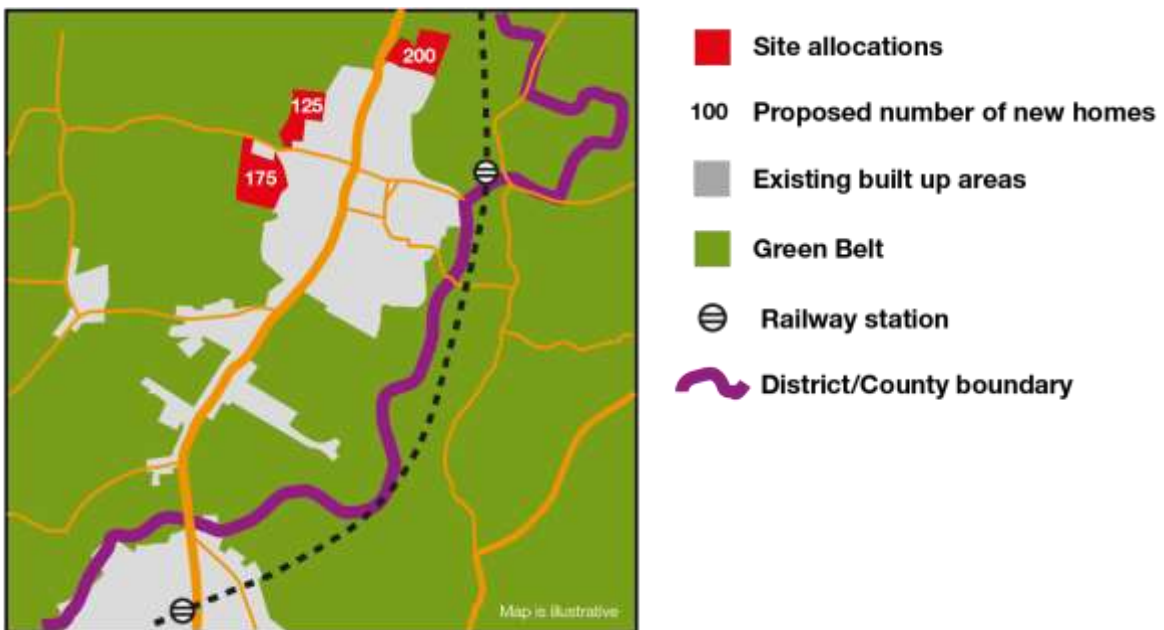 200
125
175
Map is illustrative
Site allocations
100 Proposed number of new homes
Existing built up areas
Green Belt
Railway station
District/County boundary